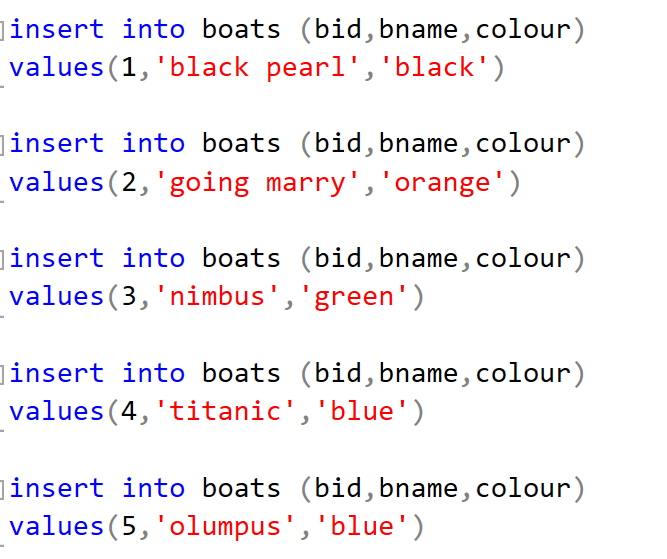 insert into boats (bid,bname,colour)
values(1,'black pearl','black')
insert into boats (bid,bname,colour)
values(2,'going marry','orange')
insert into boats (bid,bname,colour)
values(3,'nimbus','green')
insert into boats (bid,bname,colour)
values(4,'titanic','blue')
insert into boats (bid,bname,colour)
values(5,'olumpus','blue')